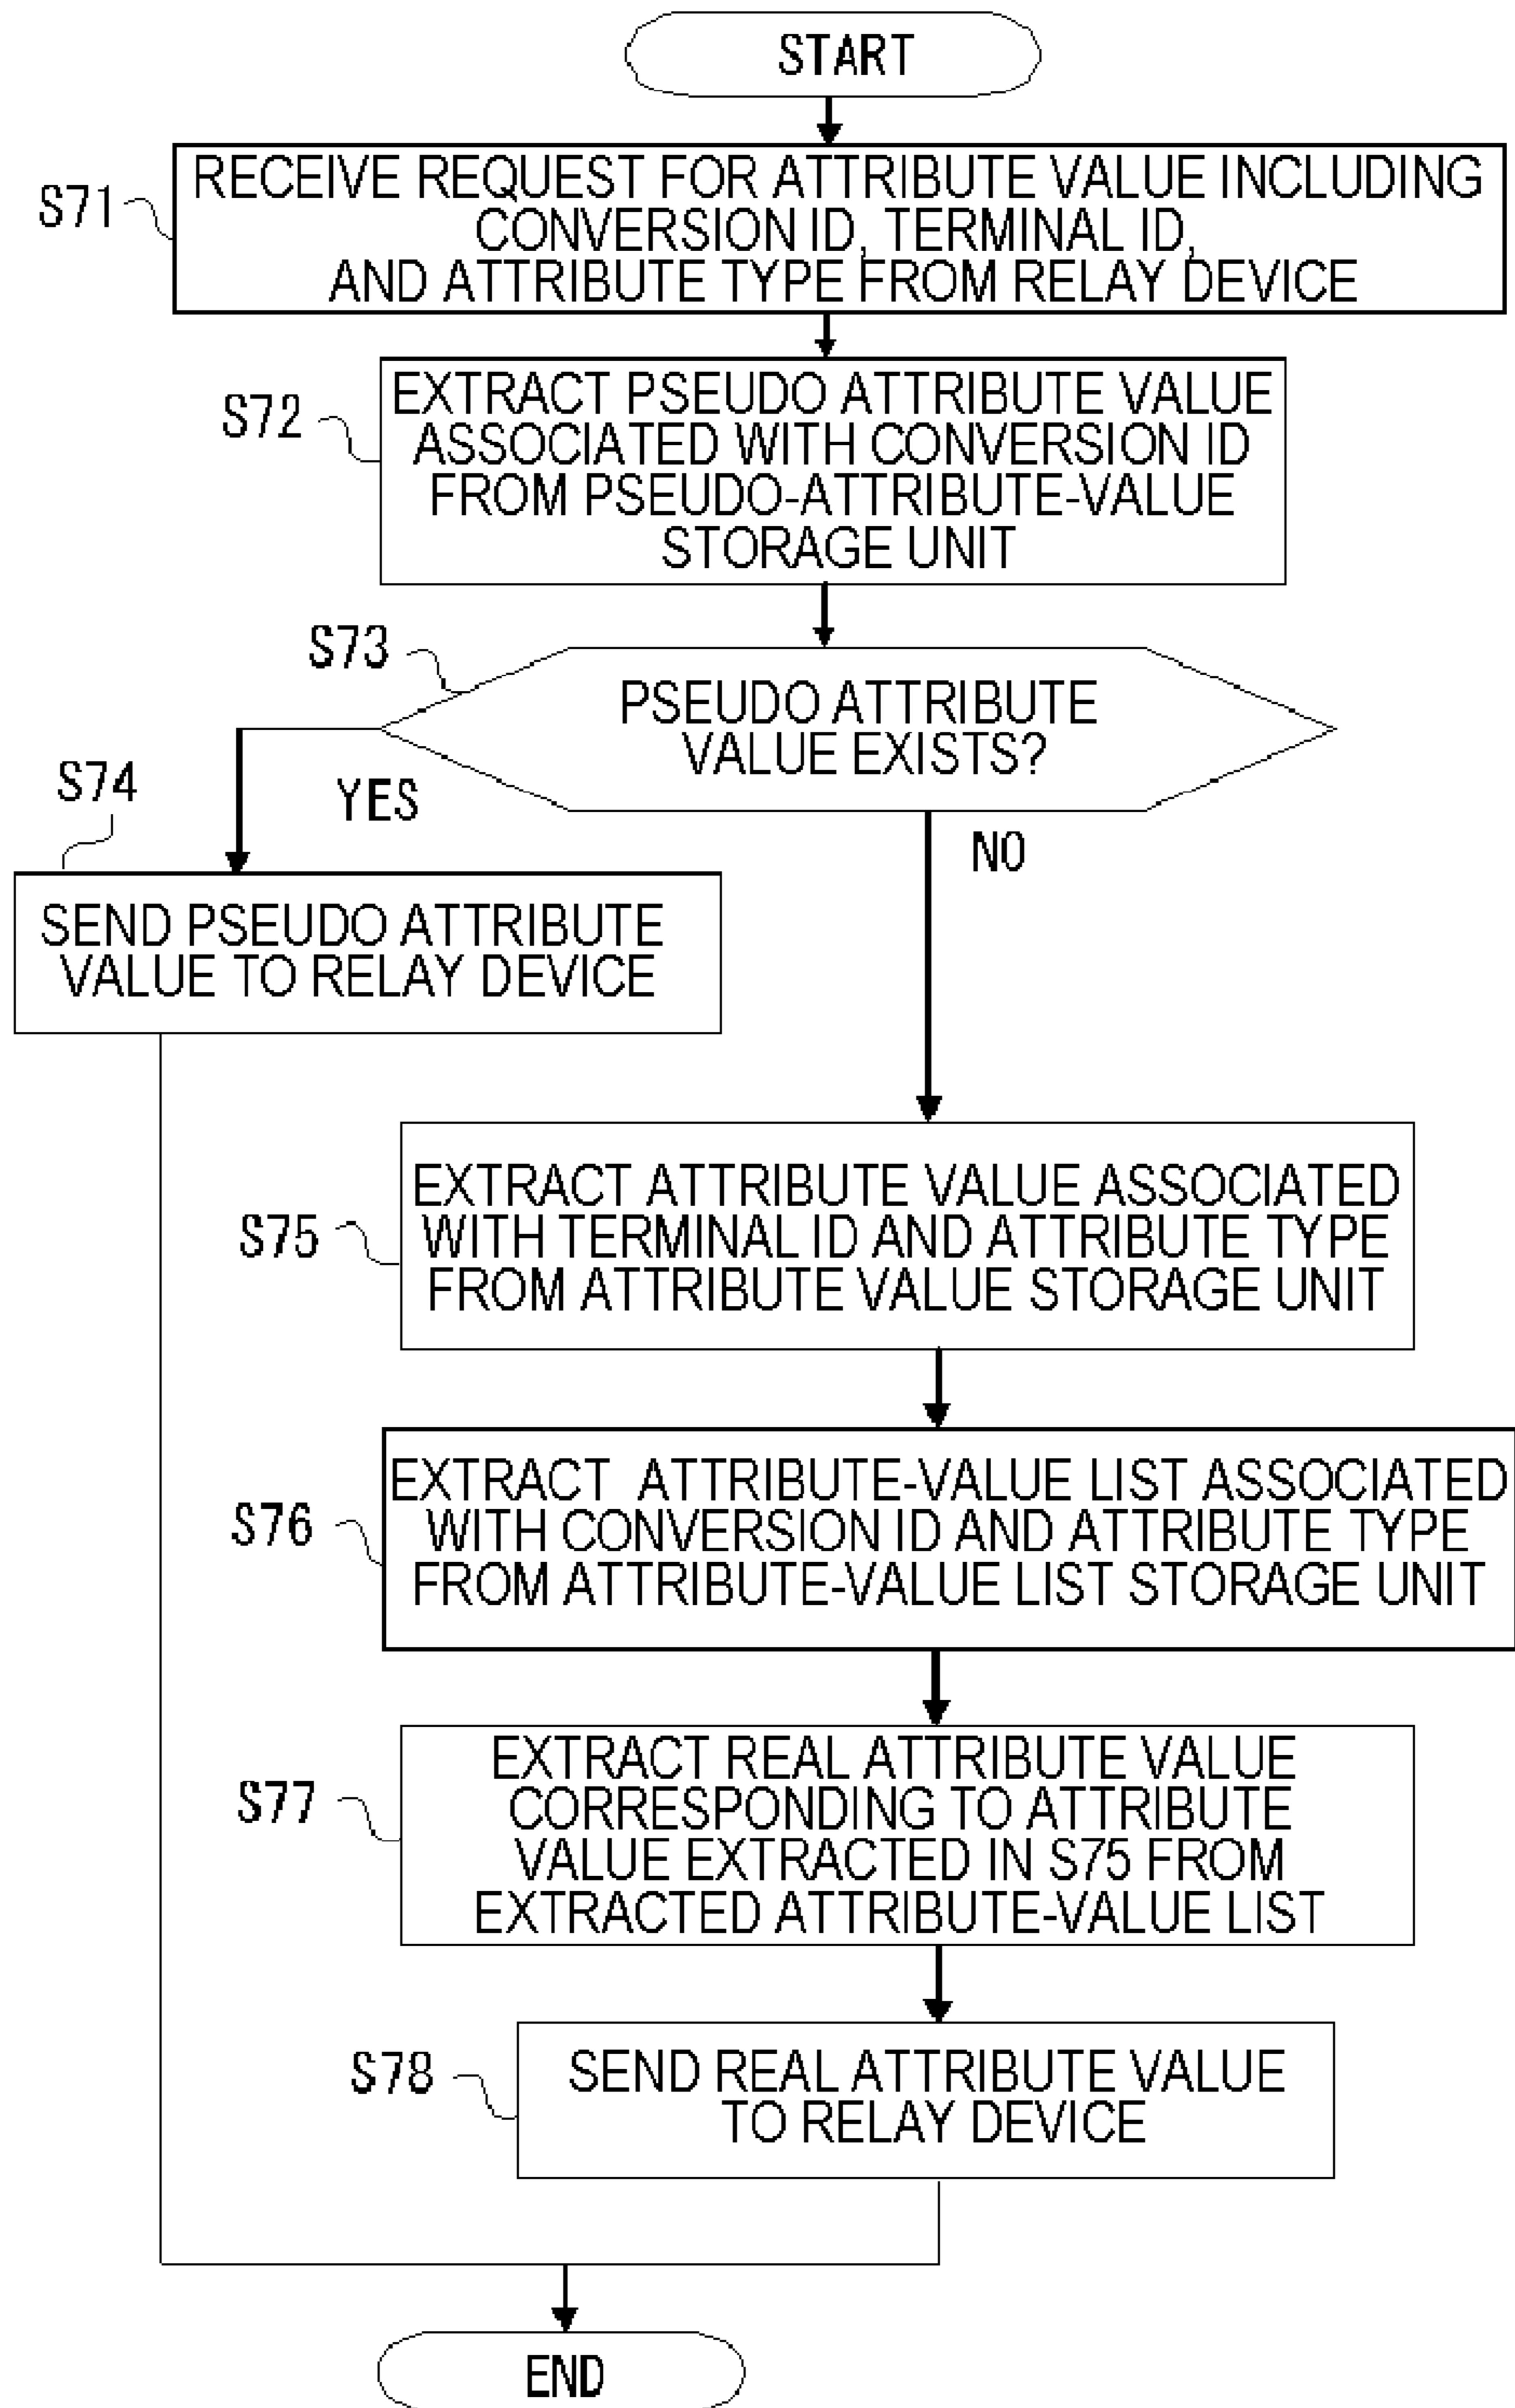 START
S71
RECEIVE REQUEST FOR ATTRIBUTE VALUE INCLUDING
CONVERSION ID, TERMINAL ID,
AND ATTRIBUTE TYPE, FROM RELAY DEVICE
S72
EXTRACT PSEUDO ATTRIBUTE VALUE
ASSOCIATED WITH CONVERSION ID
FROM PSEUDO-ATTRIBUTE-VALUE
STORAGE UNIT
S73
PSEUDO ATTRIBUTE
VALUE EXISTS?
YES
NO
S74
SEND PSEUDO ATTRIBUTE
VALUE TO RELAY DEVICE
S75
EXTRACT ATTRIBUTE VALUE ASSOCIATED
WITH TERMINAL ID AND ATTRIBUTE TYPE
FROM ATTRIBUTE VALUE STORAGE UNIT
S76
EXTRACT ATTRIBUTE-VALUE LIST ASSOCIATED
WITH CONVERSION ID AND ATTRIBUTE TYPE
FROM ATTRIBUTE-VALUE LIST STORAGE UNIT
S77
EXTRACT REAL ATTRIBUTE VALUE
CORRESPONDING TO ATTRIBUTE
VALUE EXTRACTED IN S75 FROM
EXTRACTED ATTRIBUTE-VALUE LIST
S78
SEND REAL ATTRIBUTE VALUE
TO RELAY DEVICE
END